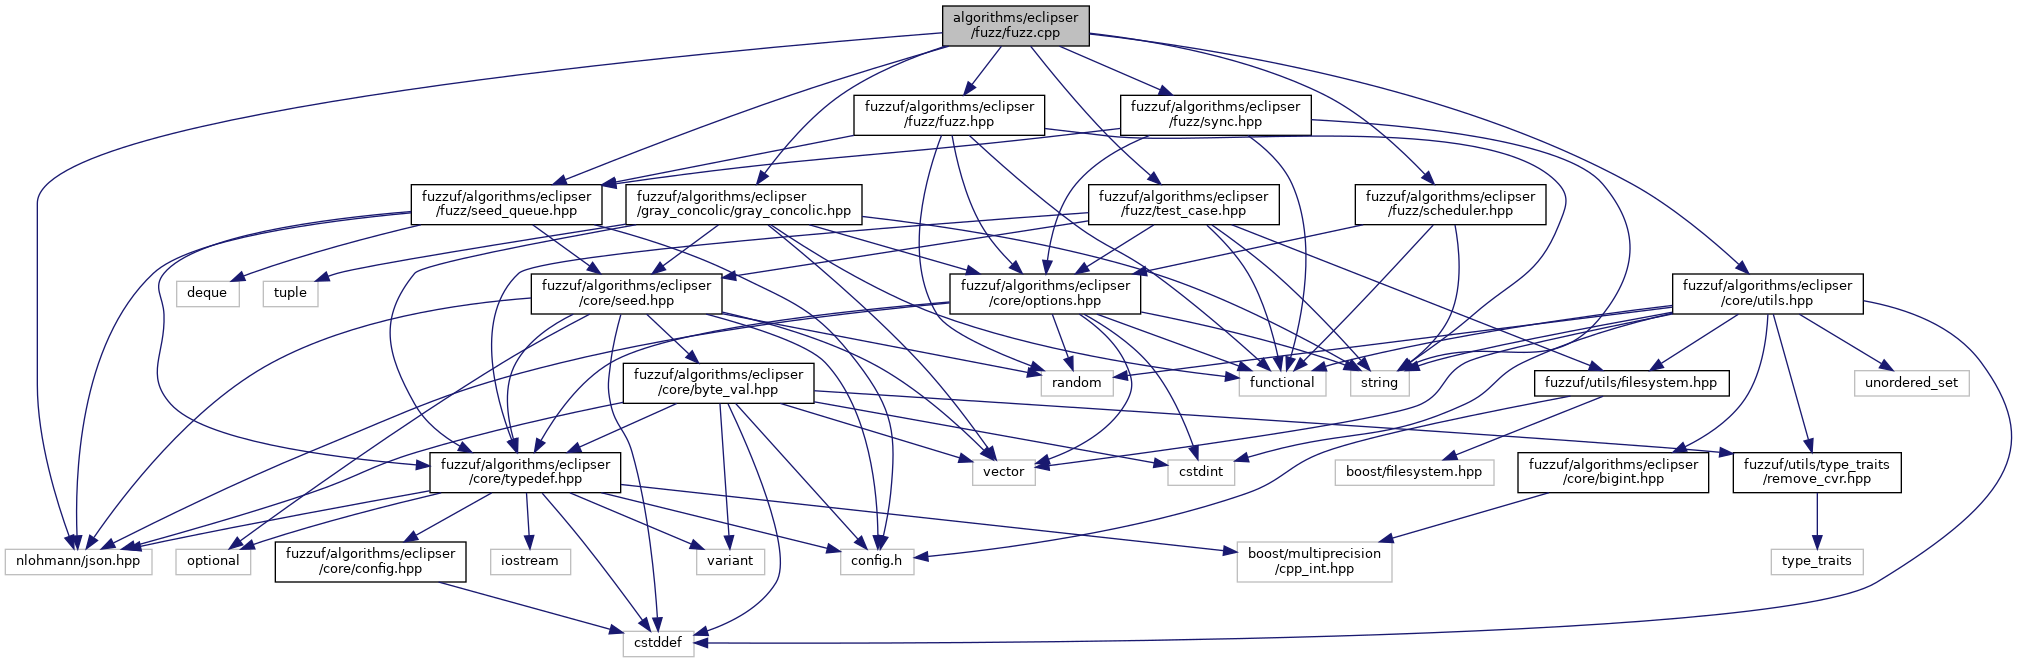 algorithms/eclipser
/fuzz/fuzz.cpp
fuzzuf/algorithms/eclipser
/fuzz/fuzz.hpp
fuzzuf/algorithms/eclipser
/fuzz/sync.hpp
fuzzuf/algorithms/eclipser
/fuzz/seed_queue.hpp
fuzzuf/algorithms/eclipser
/gray_concolic/gray_concolic.hpp
fuzzuf/algorithms/eclipser
/fuzz/test_case.hpp
fuzzuf/algorithms/eclipser
/fuzz/scheduler.hpp
deque
tuple
fuzzuf/algorithms/eclipser
/core/seed.hpp
fuzzuf/algorithms/eclipser
/core/options.hpp
fuzzuf/algorithms/eclipser
/core/utils.hpp
fuzzuf/algorithms/eclipser
/core/byte_val.hpp
random
functional
string
fuzzuf/utils/filesystem.hpp
unordered_set
fuzzuf/algorithms/eclipser
/core/typedef.hpp
vector
cstdint
boost/filesystem.hpp
fuzzuf/algorithms/eclipser
/core/bigint.hpp
fuzzuf/utils/type_traits
/remove_cvr.hpp
nlohmann/json.hpp
optional
fuzzuf/algorithms/eclipser
/core/config.hpp
iostream
variant
config.h
boost/multiprecision
/cpp_int.hpp
type_traits
cstddef